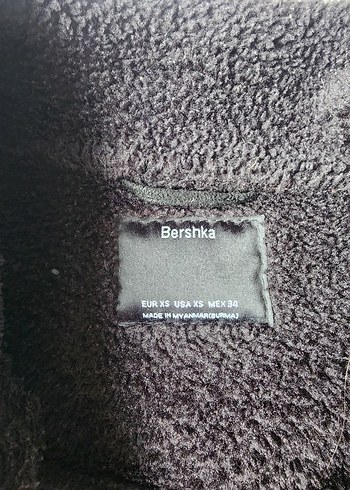 Bershka
EUR XS USA XS MEX 34
MADE IN MYANMAR(BURMA)